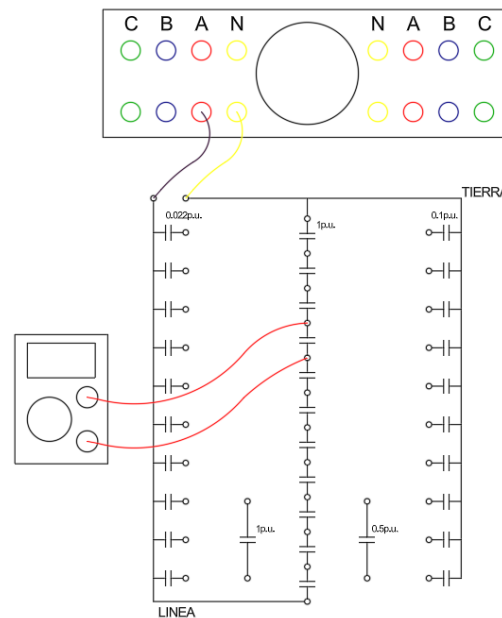 C B A N N A B C
TIERRA
0.022p.u. 1p.u. 0.1p.u.
1p.u. 0.5p.u.
LINEA